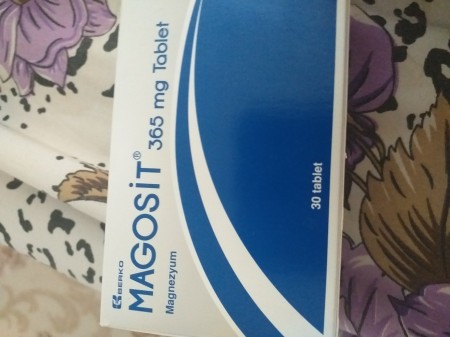 BERKO
MAGOSİT® 365 mg Tablet
Magnezyum
30 tablet